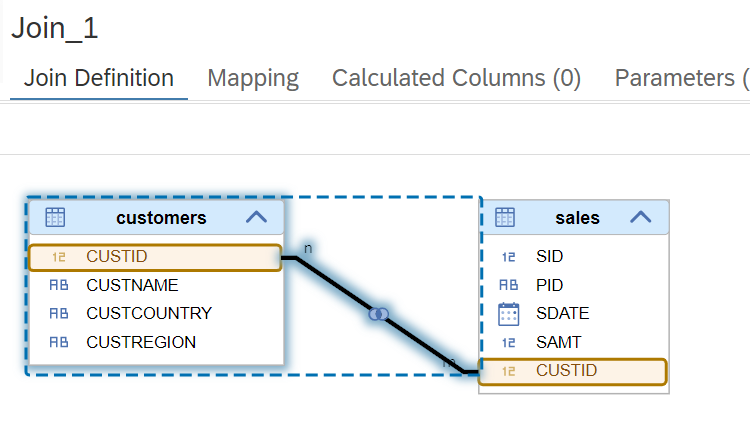 Join_1
Join Definition Mapping Calculated Columns (0) Parameters (
customers
12 CUSTID
AB CUSTNAME
AB CUSTCOUNTRY
AB CUSTREGION
n
m
sales
12 SID
AB PID
SDATE
12 SAMT
12 CUSTID